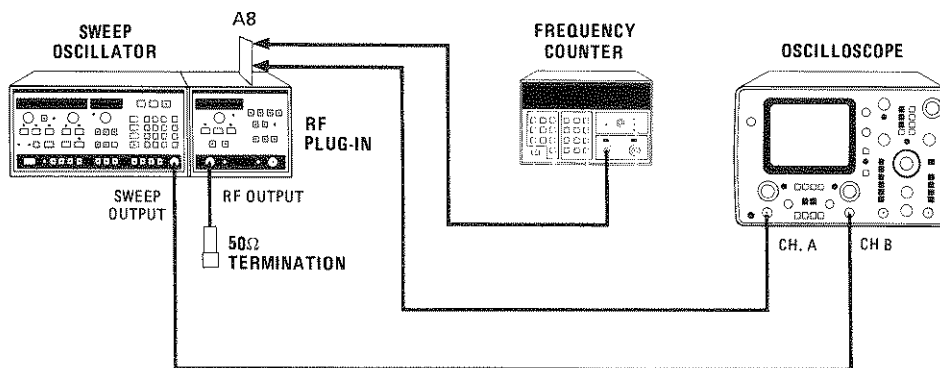 A8
SWEEP
OSCILLATOR
FREQUENCY
COUNTER
OSCILLOSCOPE
RF
PLUG-IN
SWEEP
OUTPUT
RF OUTPUT
50Ω
TERMINATION
CH. A
CH B